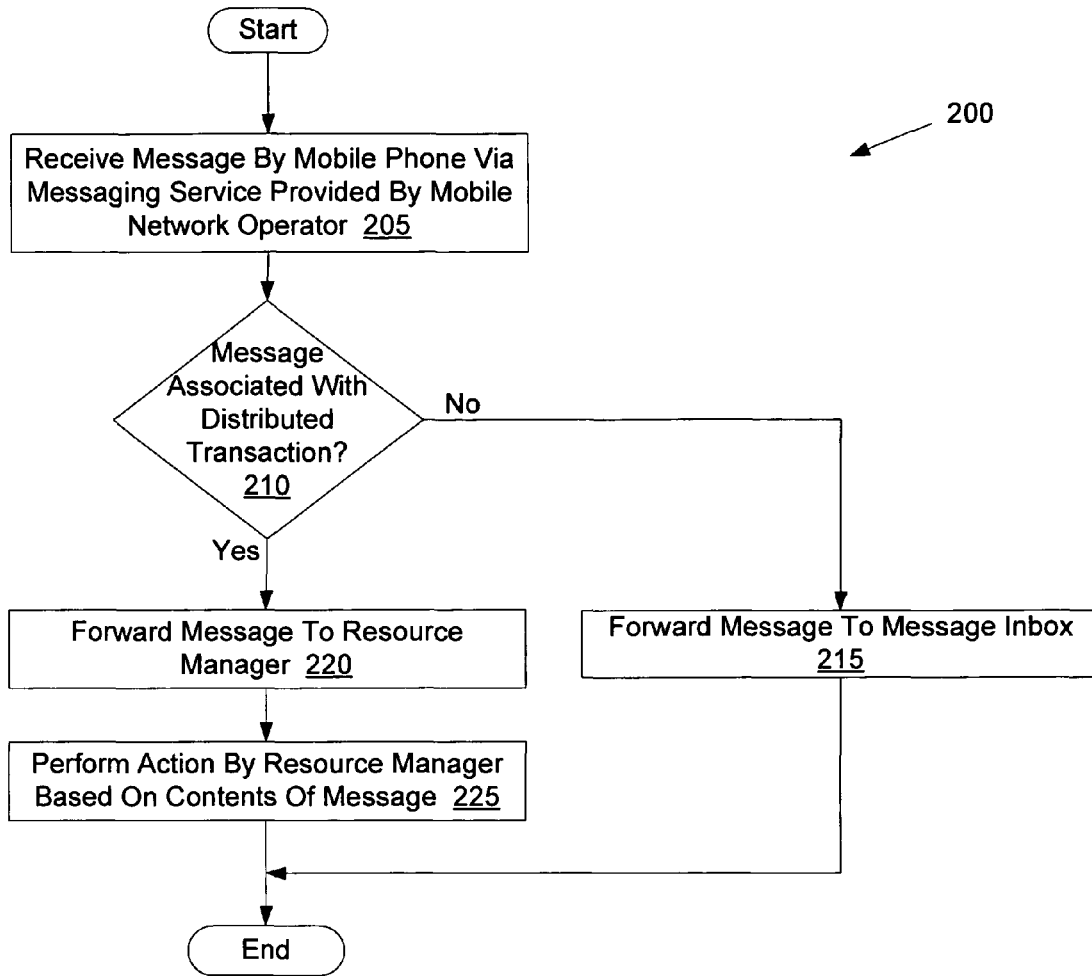 Start
200
Receive Message By Mobile Phone Via
Messaging Service Provided By Mobile
Network Operator 205
Message
Associated With
Distributed
Transaction?
210
No
Yes
Forward Message To Resource
Manager 220
Forward Message To Message Inbox
215
Perform Action By Resource Manager
Based On Contents Of Message 225
End